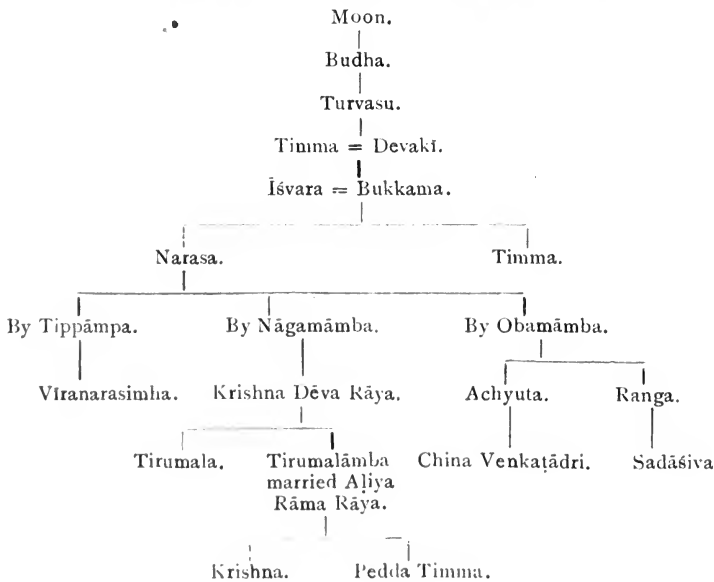 Moon.
Budha.
Turvasu.
Timma = Devakī.
Īśvara = Bukkama.
Narasa. Timma.
By Tippāmpa. By Nāgamāmba. By Obamāmba.
Vīranarasimha. Krishna Dēva Rāya. Achyuta. Ranga.
Tirumala. Tirumalāmba China Venkaṭādri. Sadāśiva
married Aḷiya
Rāma Rāya.
Krishna. Pedda Timma.